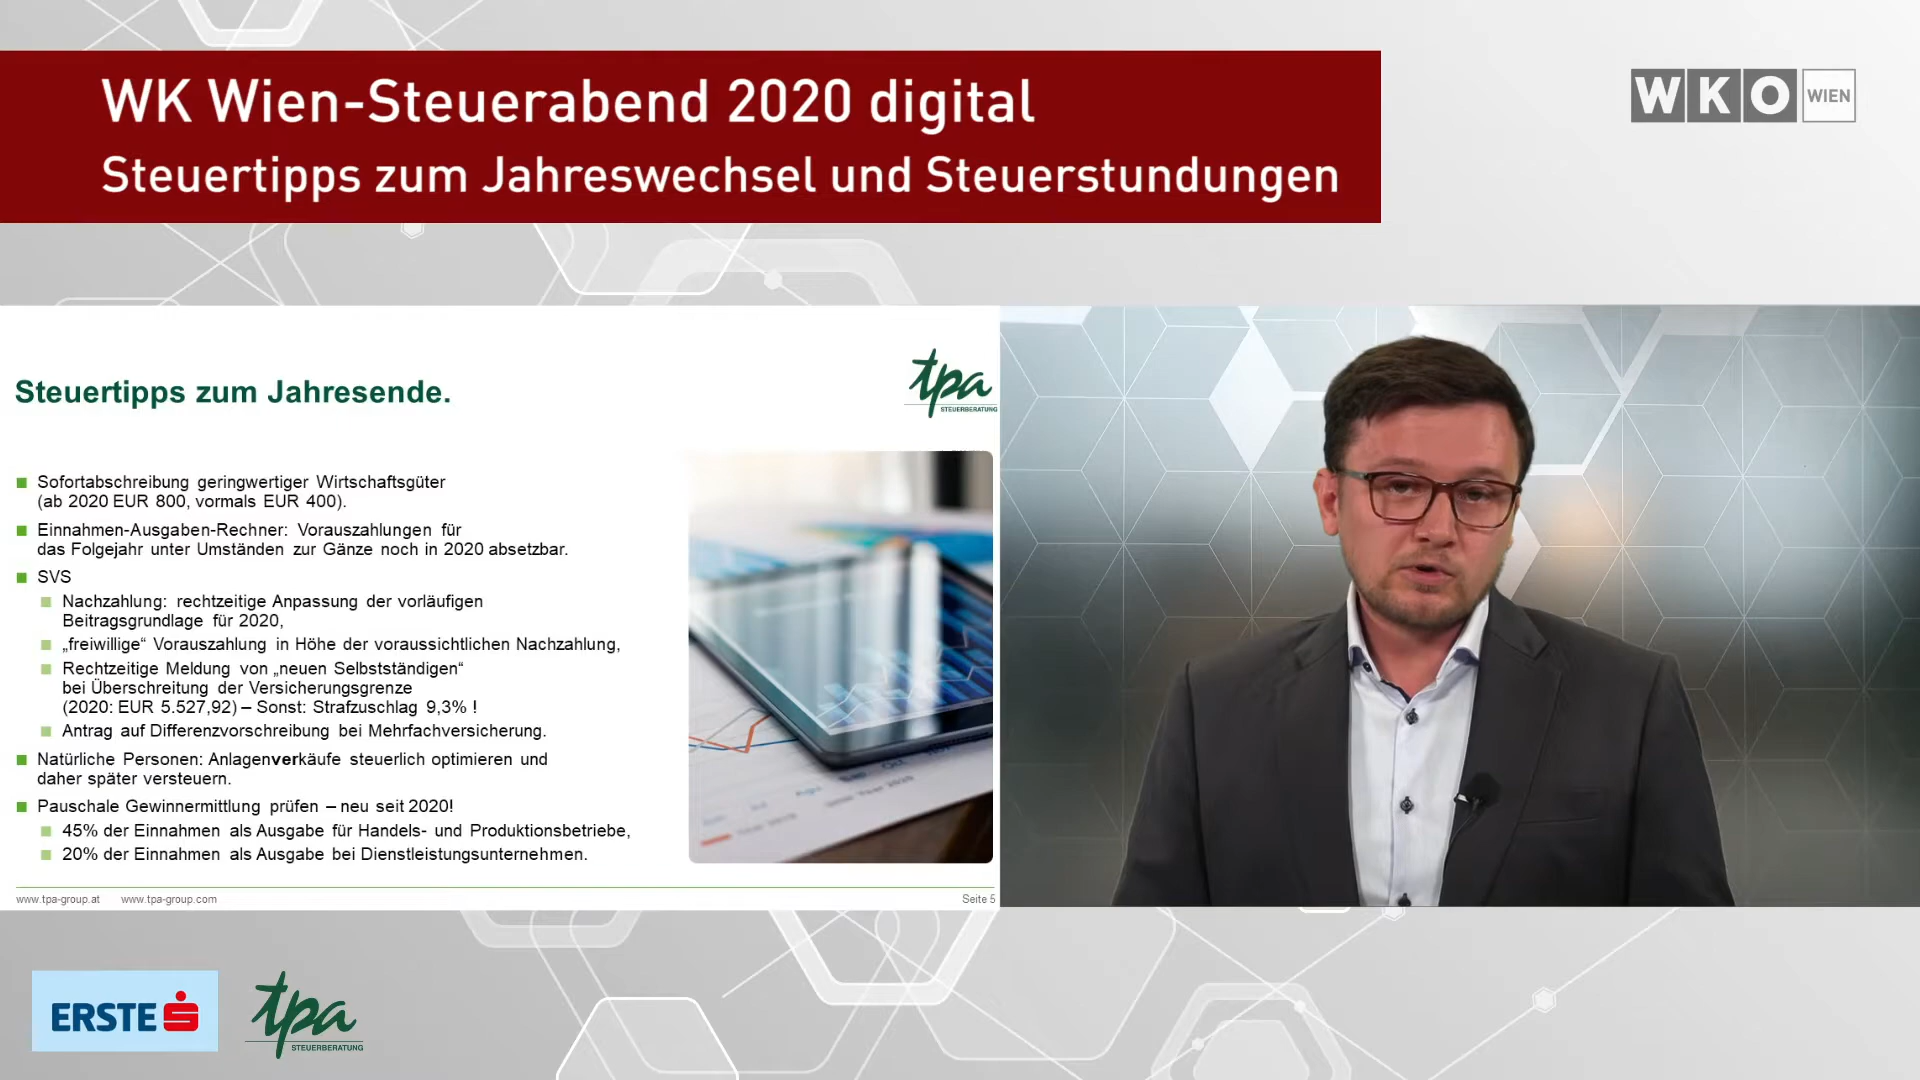 WK Wien-Steuerabend 2020 digital
Steuertipps zum Jahreswechsel und Steuerstundungen
WKO WIEN
Steuertipps zum Jahresende.
tpa
STEUERBERATUNG
Sofortabschreibung geringwertiger Wirtschaftsgüter
(ab 2020 EUR 800, vormals EUR 400).
Einnahmen-Ausgaben-Rechner: Vorauszahlungen für
das Folgejahr unter Umständen zur Gänze noch in 2020 absetzbar.
SVS
Nachzahlung: rechtzeitige Anpassung der vorläufigen
Beitragsgrundlage für 2020,
„freiwillige“ Vorauszahlung in Höhe der voraussichtlichen Nachzahlung,
Rechtzeitige Meldung von „neuen Selbstständigen“
bei Überschreitung der Versicherungsgrenze
(2020: EUR 5.527,92) – Sonst: Strafzuschlag 9,3% !
Antrag auf Differenzvorschreibung bei Mehrfachversicherung.
Natürliche Personen: Anlagenverkäufe steuerlich optimieren und
daher später versteuern.
Pauschale Gewinnermittlung prüfen – neu seit 2020!
45% der Einnahmen als Ausgabe für Handels- und Produktionsbetriebe,
20% der Einnahmen als Ausgabe bei Dienstleistungsunternehmen.
www.tpa-group.at www.tpa-group.com
Seite 5
ERSTE
tpa
STEUERBERATUNG